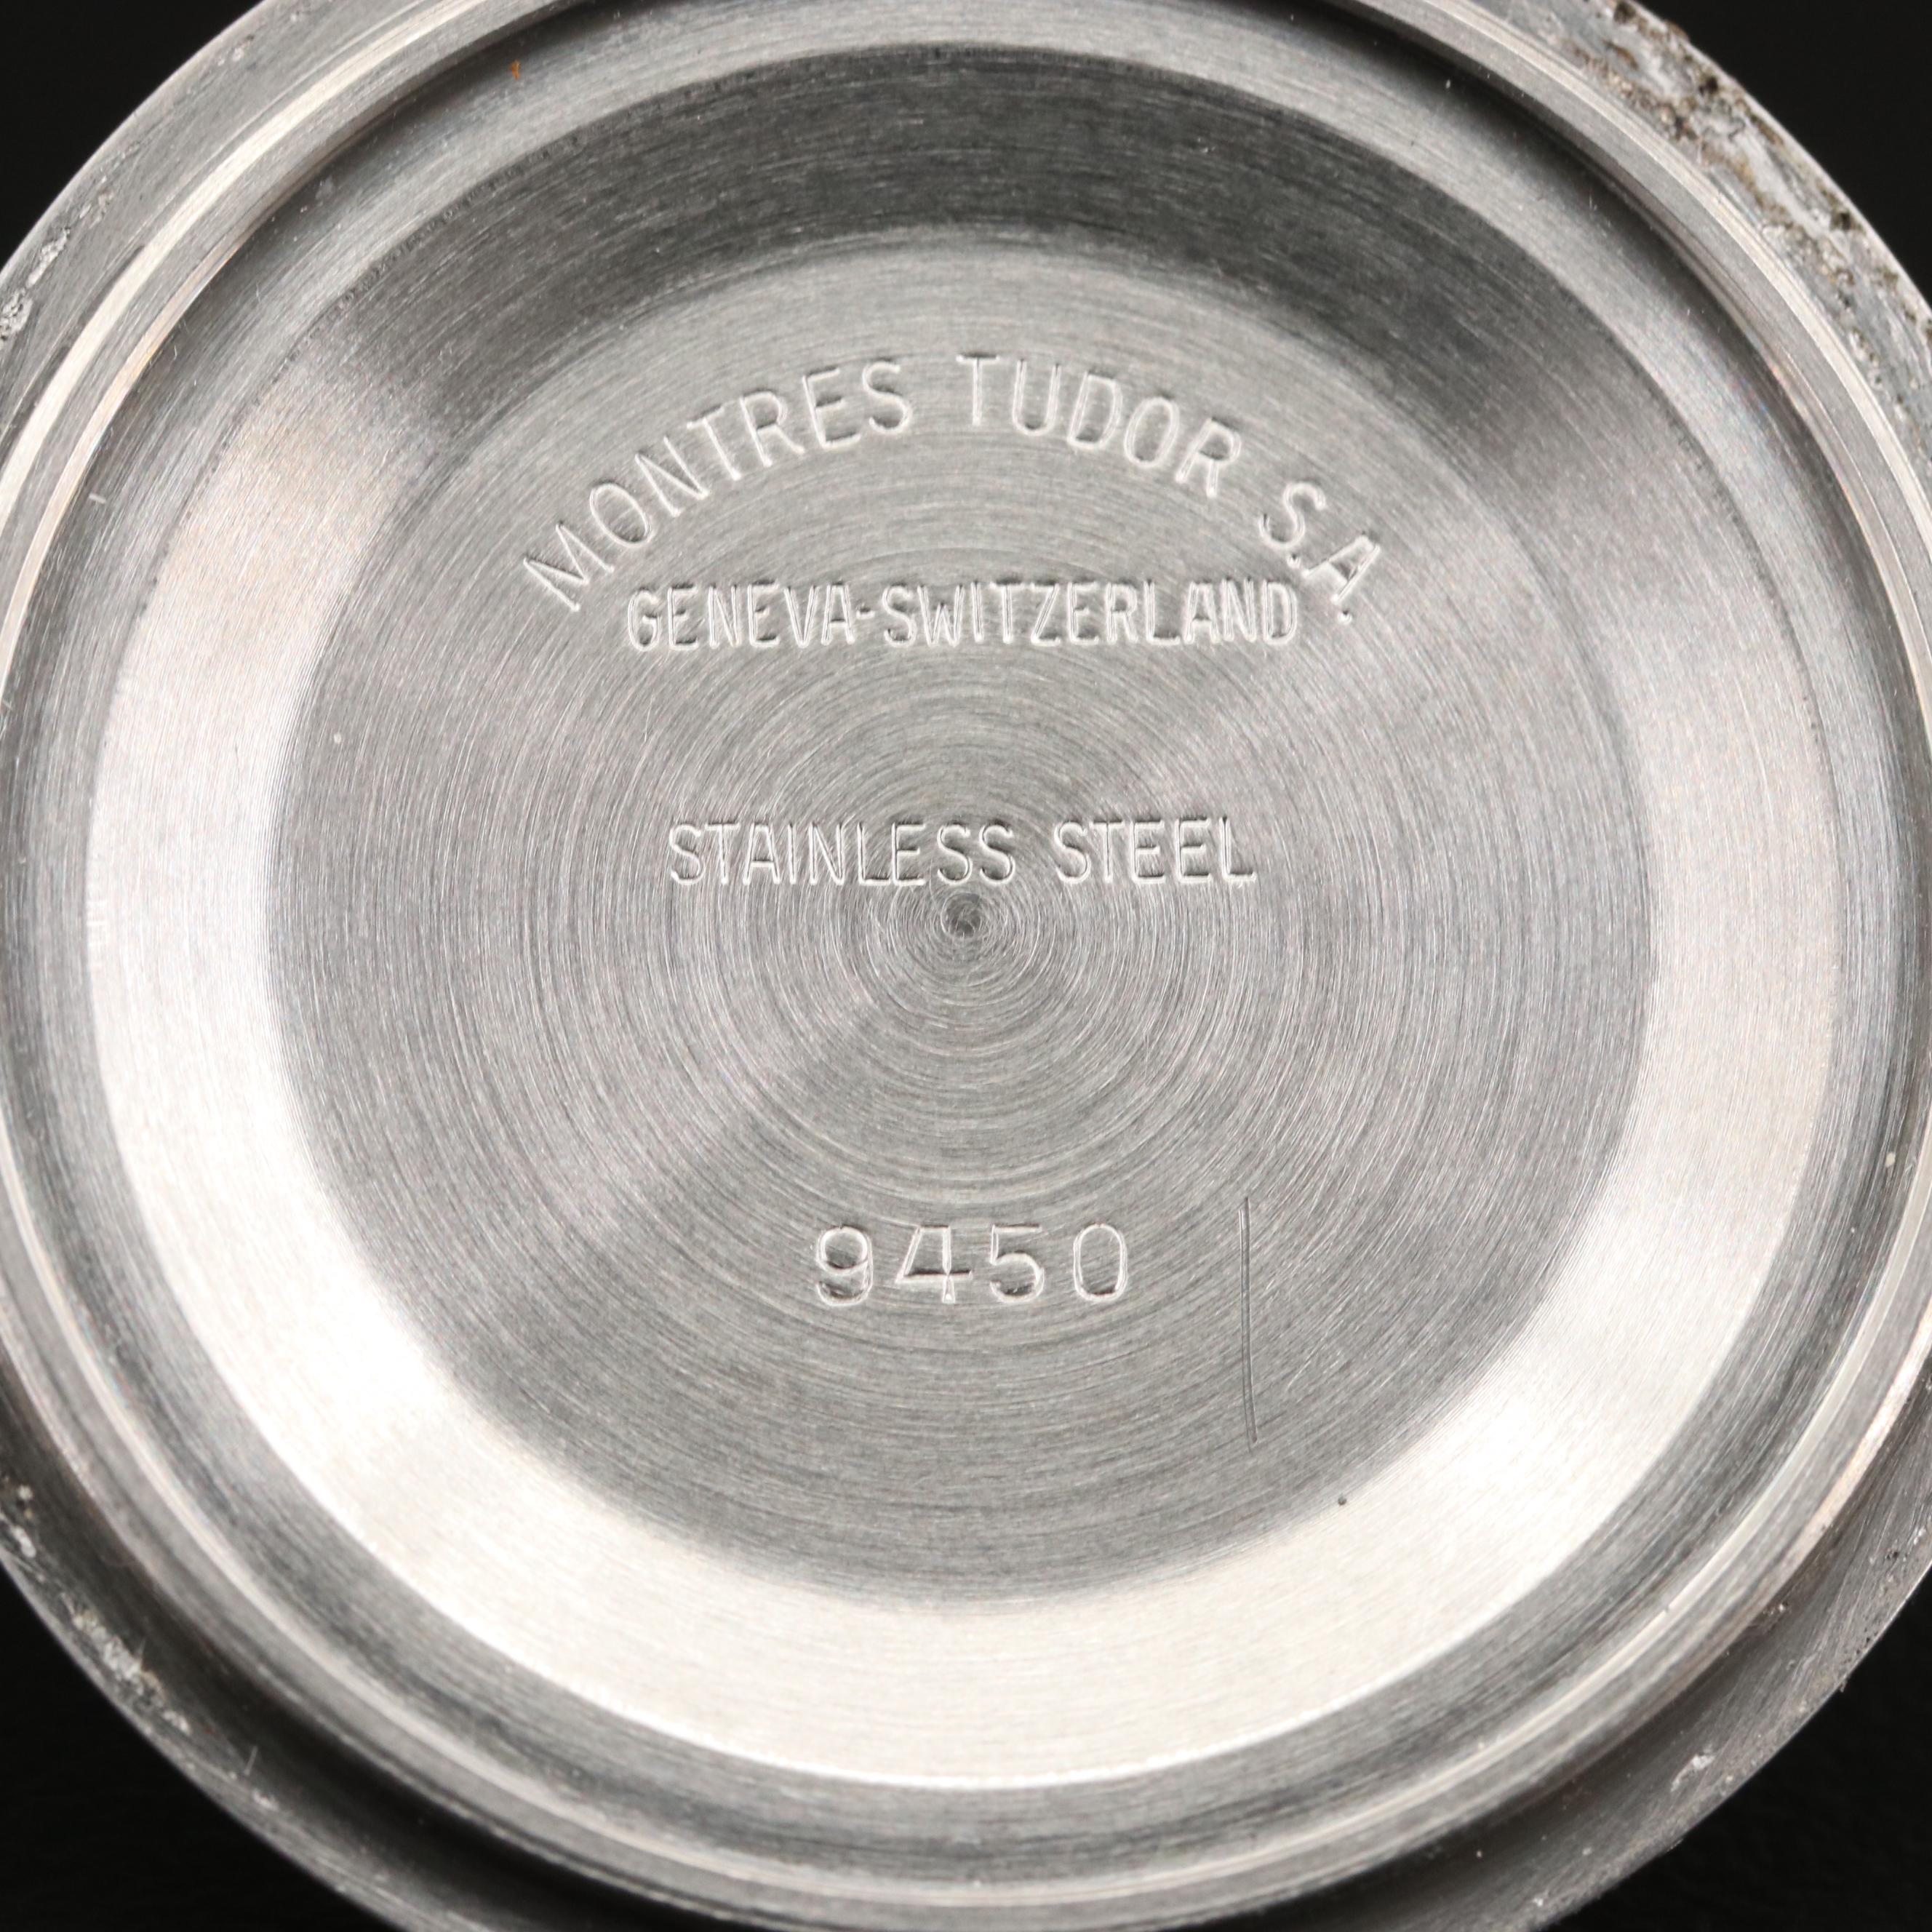 MONTRES TUDOR S.A.
GENEVA-SWITZERLAND
STAINLESS STEEL
9450